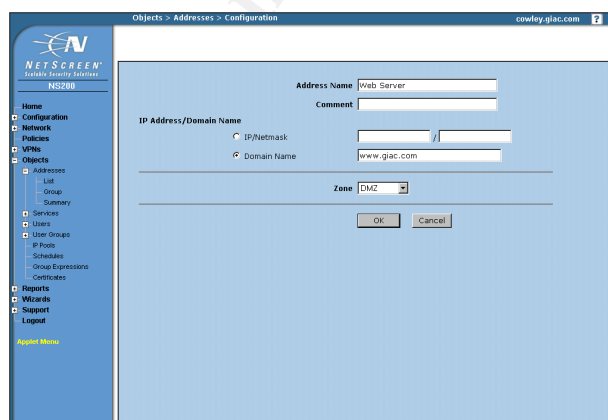 Objects > Addresses > Configuration
cowley.giac.com ?
N
NETSCREEN
Scalable Security Solutions
NS200
Home
Configuration
Network
Policies
VPNs
Objects
Addresses
List
Group
Summary
Services
Users
User Groups
IP Pools
Schedules
Group Expressions
Certificates
Reports
Wizards
Support
Logout
Applet Menu
Address Name Web Server
Comment
IP Address/Domain Name
IP/Netmask /
Domain Name www.giac.com
Zone DMZ
OK Cancel